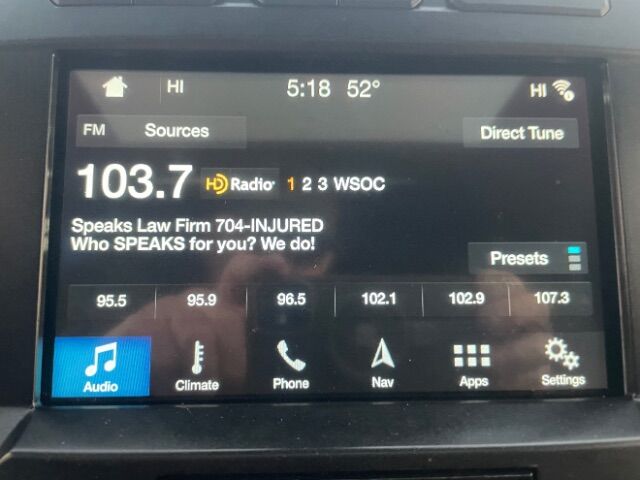 HI 5:18 52° HI
FM Sources Direct Tune
103.7 HD Radio 1 2 3 WSOC
Speaks Law Firm 704-INJURED
Who SPEAKS for you? We do!
Presets
95.5 95.9 96.5 102.1 102.9 107.3
Audio Climate Phone Nav Apps Settings